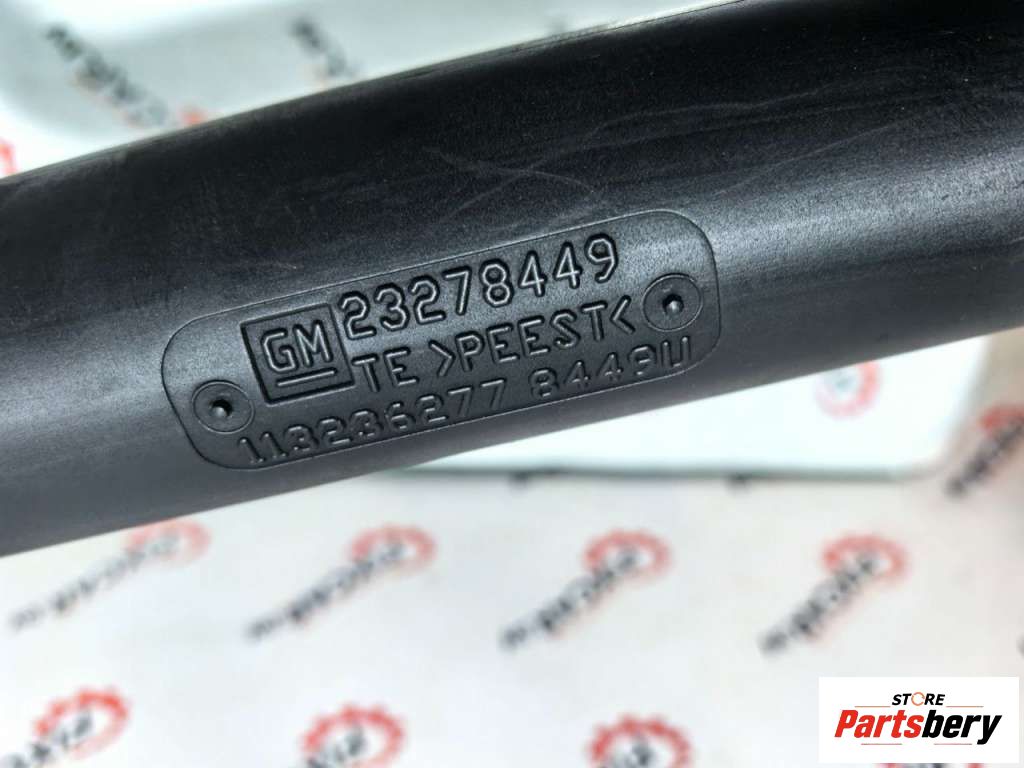 GM 23278449
TE >PEEST<
113236277 8449U
STORE
Partsbery